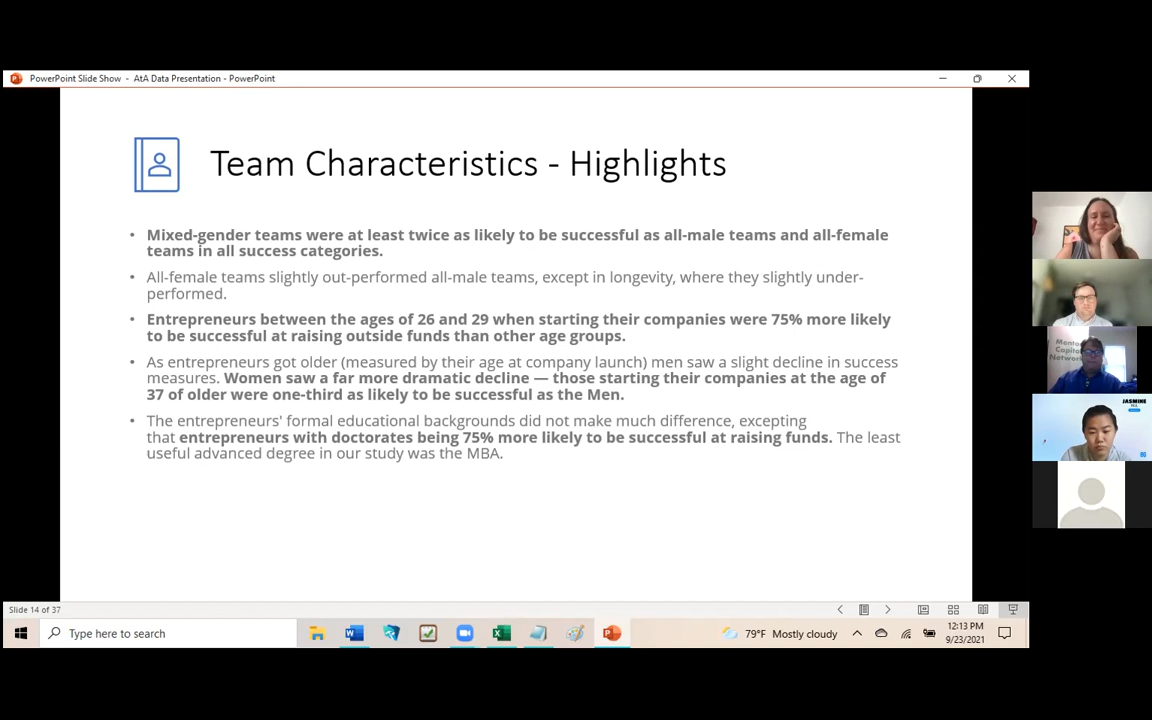 PowerPoint Slide Show - AtA Data Presentation - PowerPoint
Team Characteristics - Highlights
• Mixed-gender teams were at least twice as likely to be successful as all-male teams and all-female
teams in all success categories.
• All-female teams slightly out-performed all-male teams, except in longevity, where they slightly under-
performed.
• Entrepreneurs between the ages of 26 and 29 when starting their companies were 75% more likely
to be successful at raising outside funds than other age groups.
• As entrepreneurs got older (measured by their age at company launch) men saw a slight decline in success
measures. Women saw a far more dramatic decline — those starting their companies at the age of
37 of older were one-third as likely to be successful as the Men.
• The entrepreneurs' formal educational backgrounds did not make much difference, excepting
that entrepreneurs with doctorates being 75% more likely to be successful at raising funds. The least
useful advanced degree in our study was the MBA.
Mentor
Capital
Network
JASMINE
Slide 14 of 37
Type here to search
79°F Mostly cloudy
12:13 PM
9/23/2021